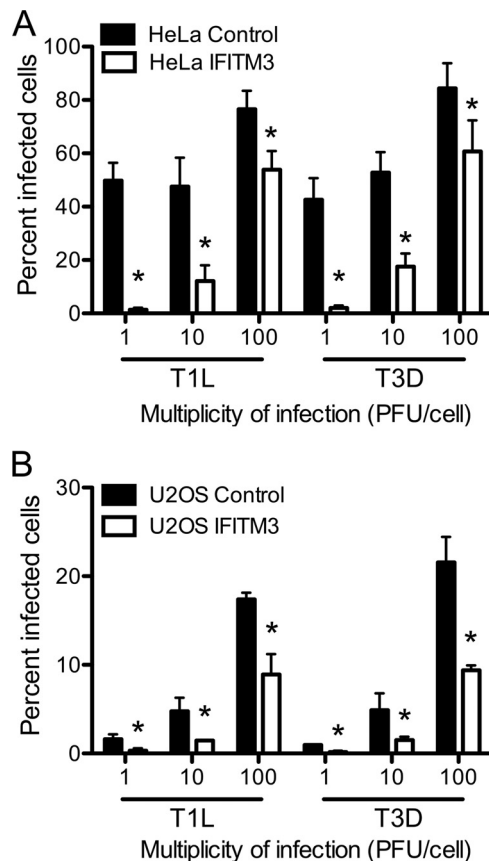 A
HeLa Control
HeLa IFITM3
Percent infected cells
100
80
60
40
20
0
* * * * * *
1 10 100 1 10 100
T1L T3D
Multiplicity of infection (PFU/cell)
B
U2OS Control
U2OS IFITM3
Percent infected cells
30
20
10
0
* * * * * *
1 10 100 1 10 100
T1L T3D
Multiplicity of infection (PFU/cell)